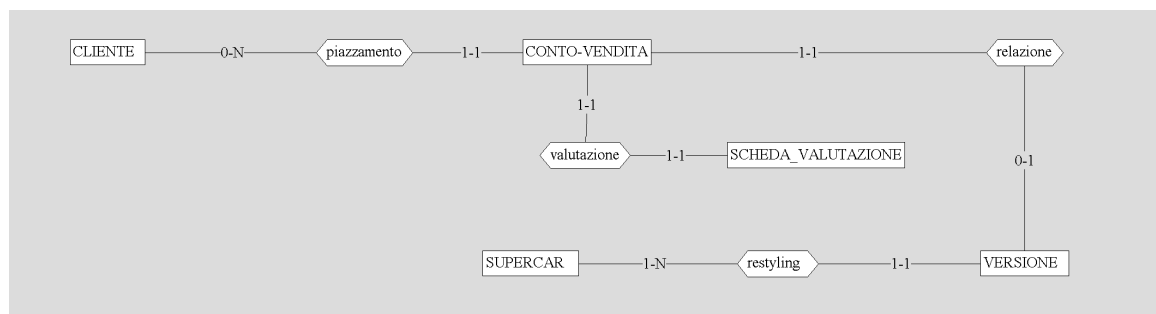 CLIENTE 0-N piazzamento 1-1 CONTO-VENDITA 1-1 relazione
1-1
valutazione 1-1 SCHEDA_VALUTAZIONE
0-1
SUPERCAR 1-N restyling 1-1 VERSIONE